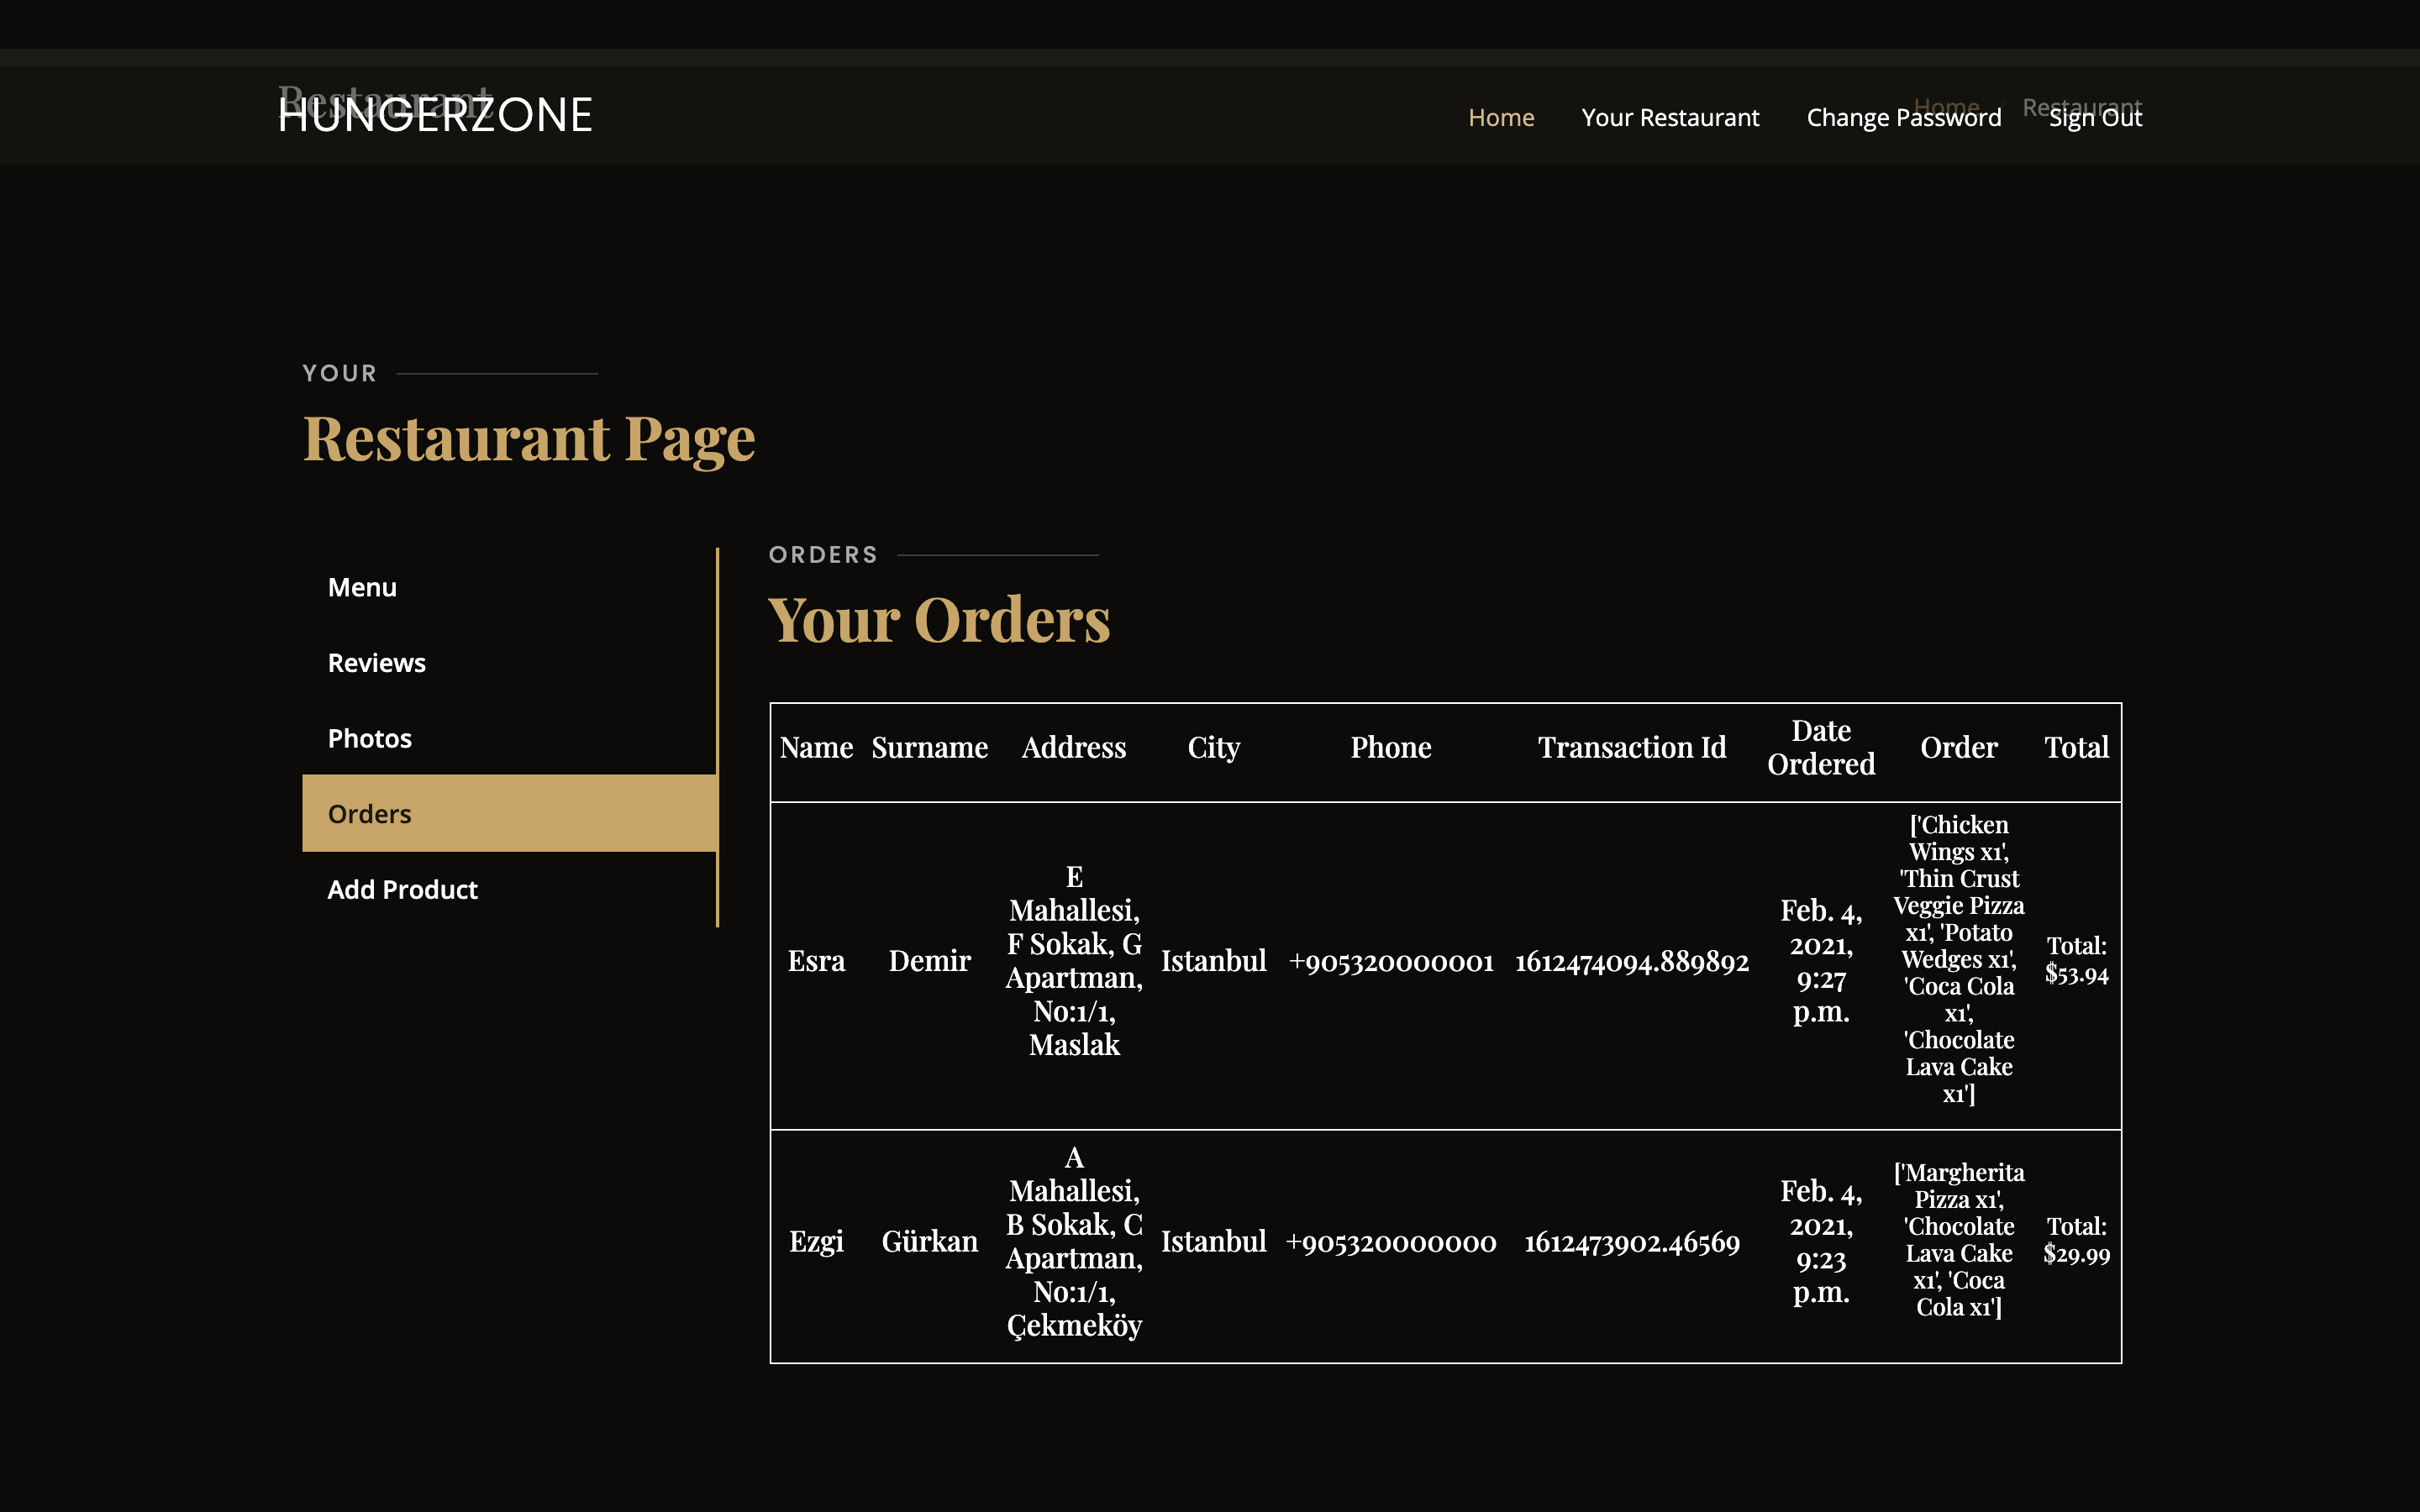 Restaurant
HUNGERZONE
Home Your Restaurant Change Password Sign Out
Home / Restaurant
YOUR
Restaurant Page
Menu
Reviews
Photos
Orders
Add Product
ORDERS
Your Orders
Name Surname Address City Phone Transaction Id Date Ordered Order Total
Esra
Demir
E
Mahallesi,
F Sokak, G
Apartman,
No:1/1,
Maslak
Istanbul
+905320000001
1612474094.889892
Feb. 4,
2021,
9:27
p.m.
['Chicken
Wings x1',
'Thin Crust
Veggie Pizza
x1', 'Potato
Wedges x1',
'Coca Cola
x1',
'Chocolate
Lava Cake
x1']
Total:
$53.94
Ezgi
Gürkan
A
Mahallesi,
B Sokak, C
Apartman,
No:1/1,
Çekmeköy
Istanbul
+905320000000
1612473902.46569
Feb. 4,
2021,
9:23
p.m.
['Margherita
Pizza x1',
'Chocolate
Lava Cake
x1', 'Coca
Cola x1']
Total:
$29.99